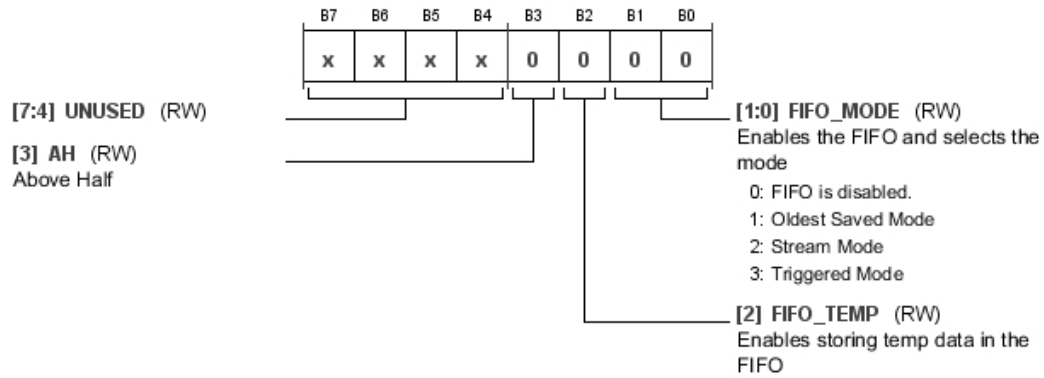 B7 B6 B5 B4 B3 B2 B1 B0
x x x x 0 0 0 0
[7:4] UNUSED (RW)
[3] AH (RW)
Above Half
[1:0] FIFO_MODE (RW)
Enables the FIFO and selects the
mode
0: FIFO is disabled.
1: Oldest Saved Mode
2: Stream Mode
3: Triggered Mode
[2] FIFO_TEMP (RW)
Enables storing temp data in the
FIFO